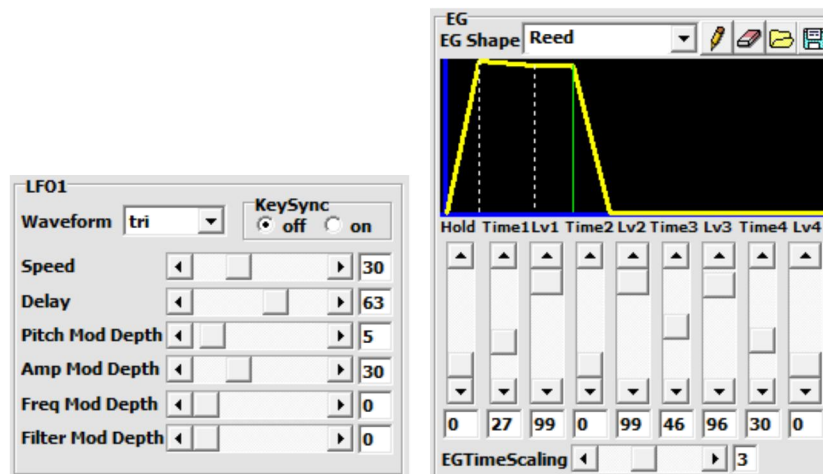 LFO1
Waveform tri
KeySync
off on
Speed 30
Delay 63
Pitch Mod Depth 5
Amp Mod Depth 30
Freq Mod Depth 0
Filter Mod Depth 0
EG
EG Shape Reed
Hold Time1 Lv1 Time2 Lv2 Time3 Lv3 Time4 Lv4
0 27 99 0 99 46 96 30 0
EGTimeScaling 3